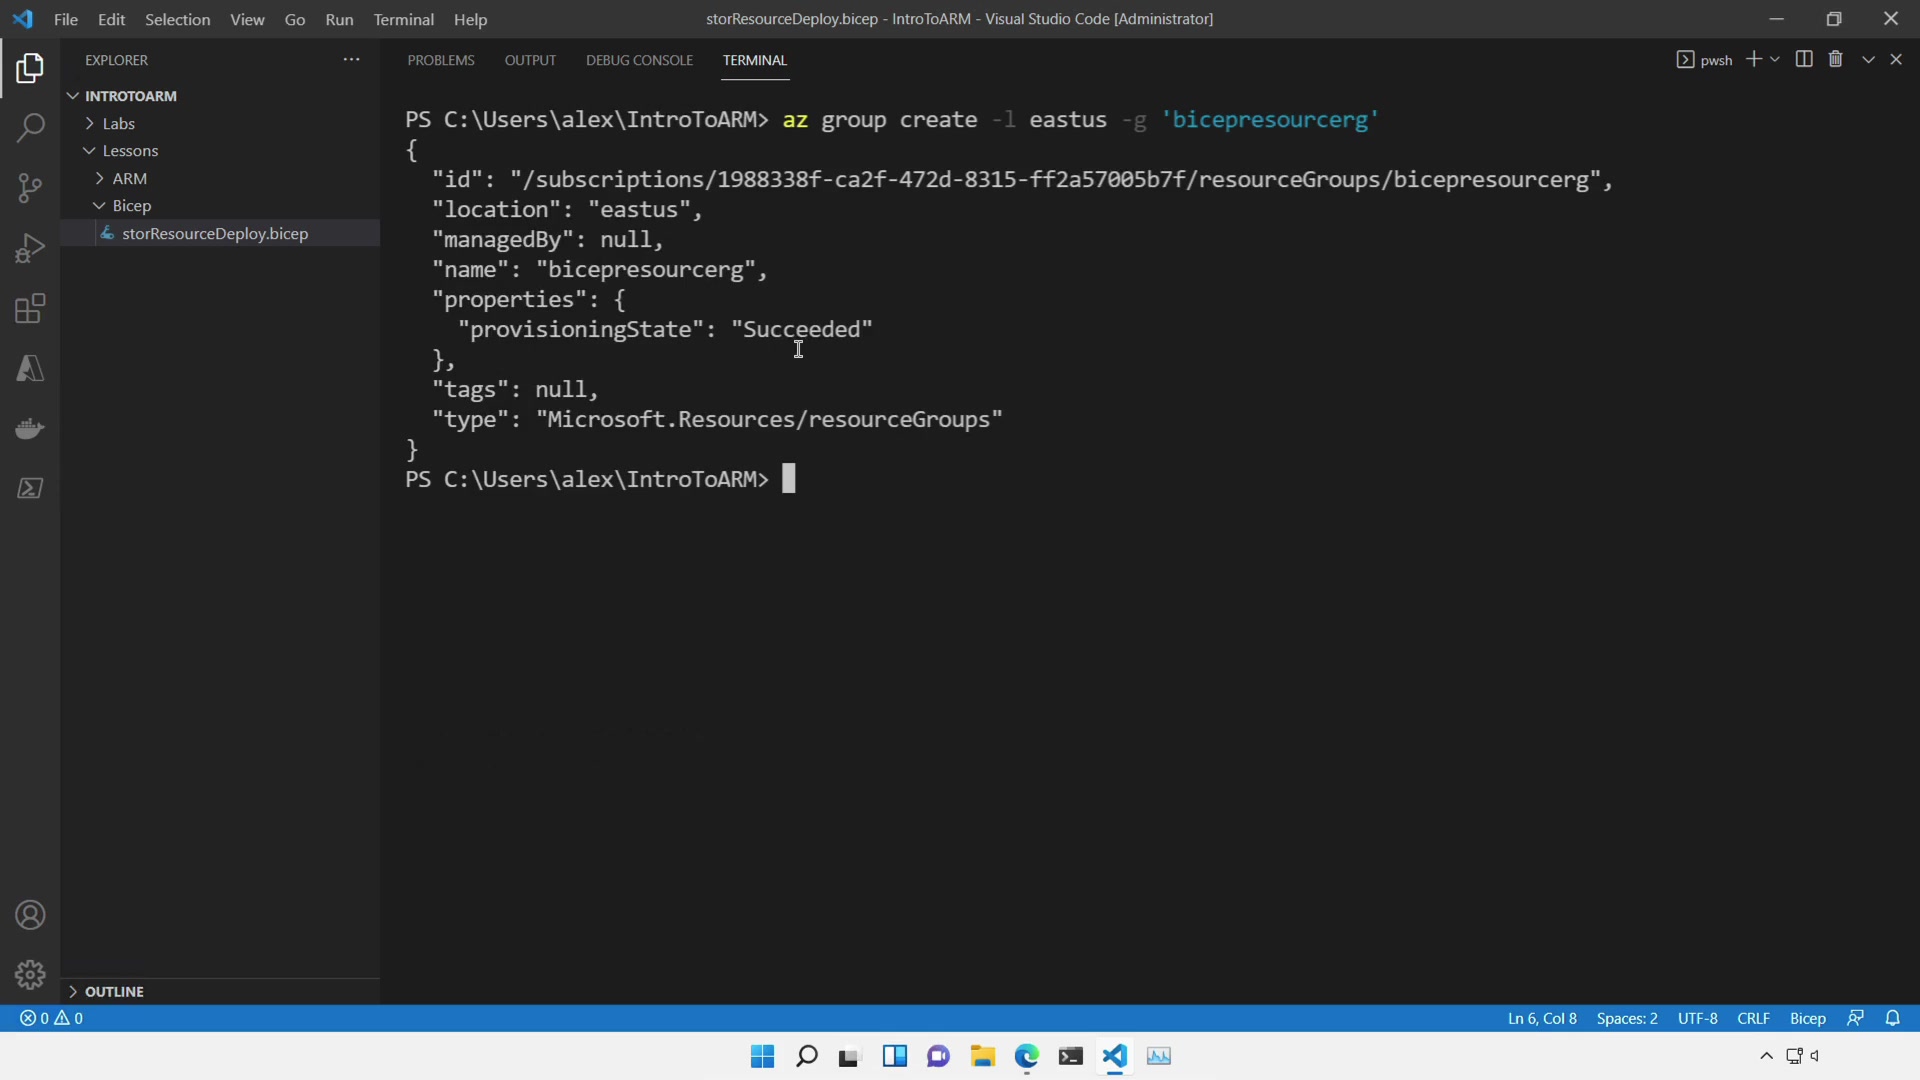 File Edit Selection View Go Run Terminal Help
storResourceDeploy.bicep - IntroToARM - Visual Studio Code [Administrator]
EXPLORER
INTROTOARM
Labs
Lessons
ARM
Bicep
storResourceDeploy.bicep
OUTLINE
PROBLEMS OUTPUT DEBUG CONSOLE TERMINAL
pwsh
PS C:\Users\alex\IntroToARM> az group create -l eastus -g 'bicepresourcerg'
{
"id": "/subscriptions/1988338f-ca2f-472d-8315-ff2a57005b7f/resourceGroups/bicepresourcerg",
"location": "eastus",
"managedBy": null,
"name": "bicepresourcerg",
"properties": {
"provisioningState": "Succeeded"
},
"tags": null,
"type": "Microsoft.Resources/resourceGroups"
}
PS C:\Users\alex\IntroToARM>
0 0
Ln 6, Col 8 Spaces: 2 UTF-8 CRLF Bicep